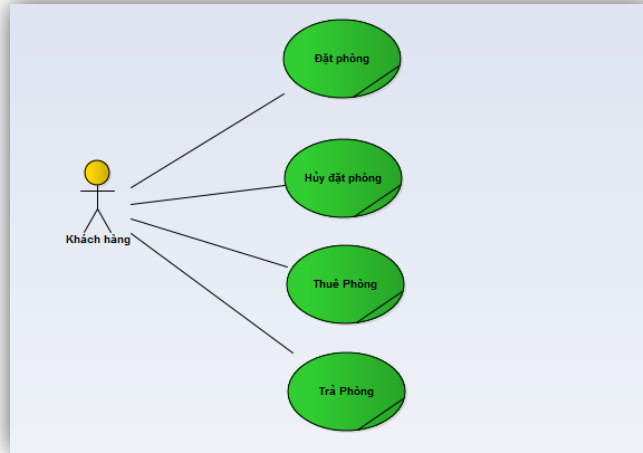 Đặt phòng
Hủy đặt phòng
Khách hàng
Thuê Phòng
Trả Phòng